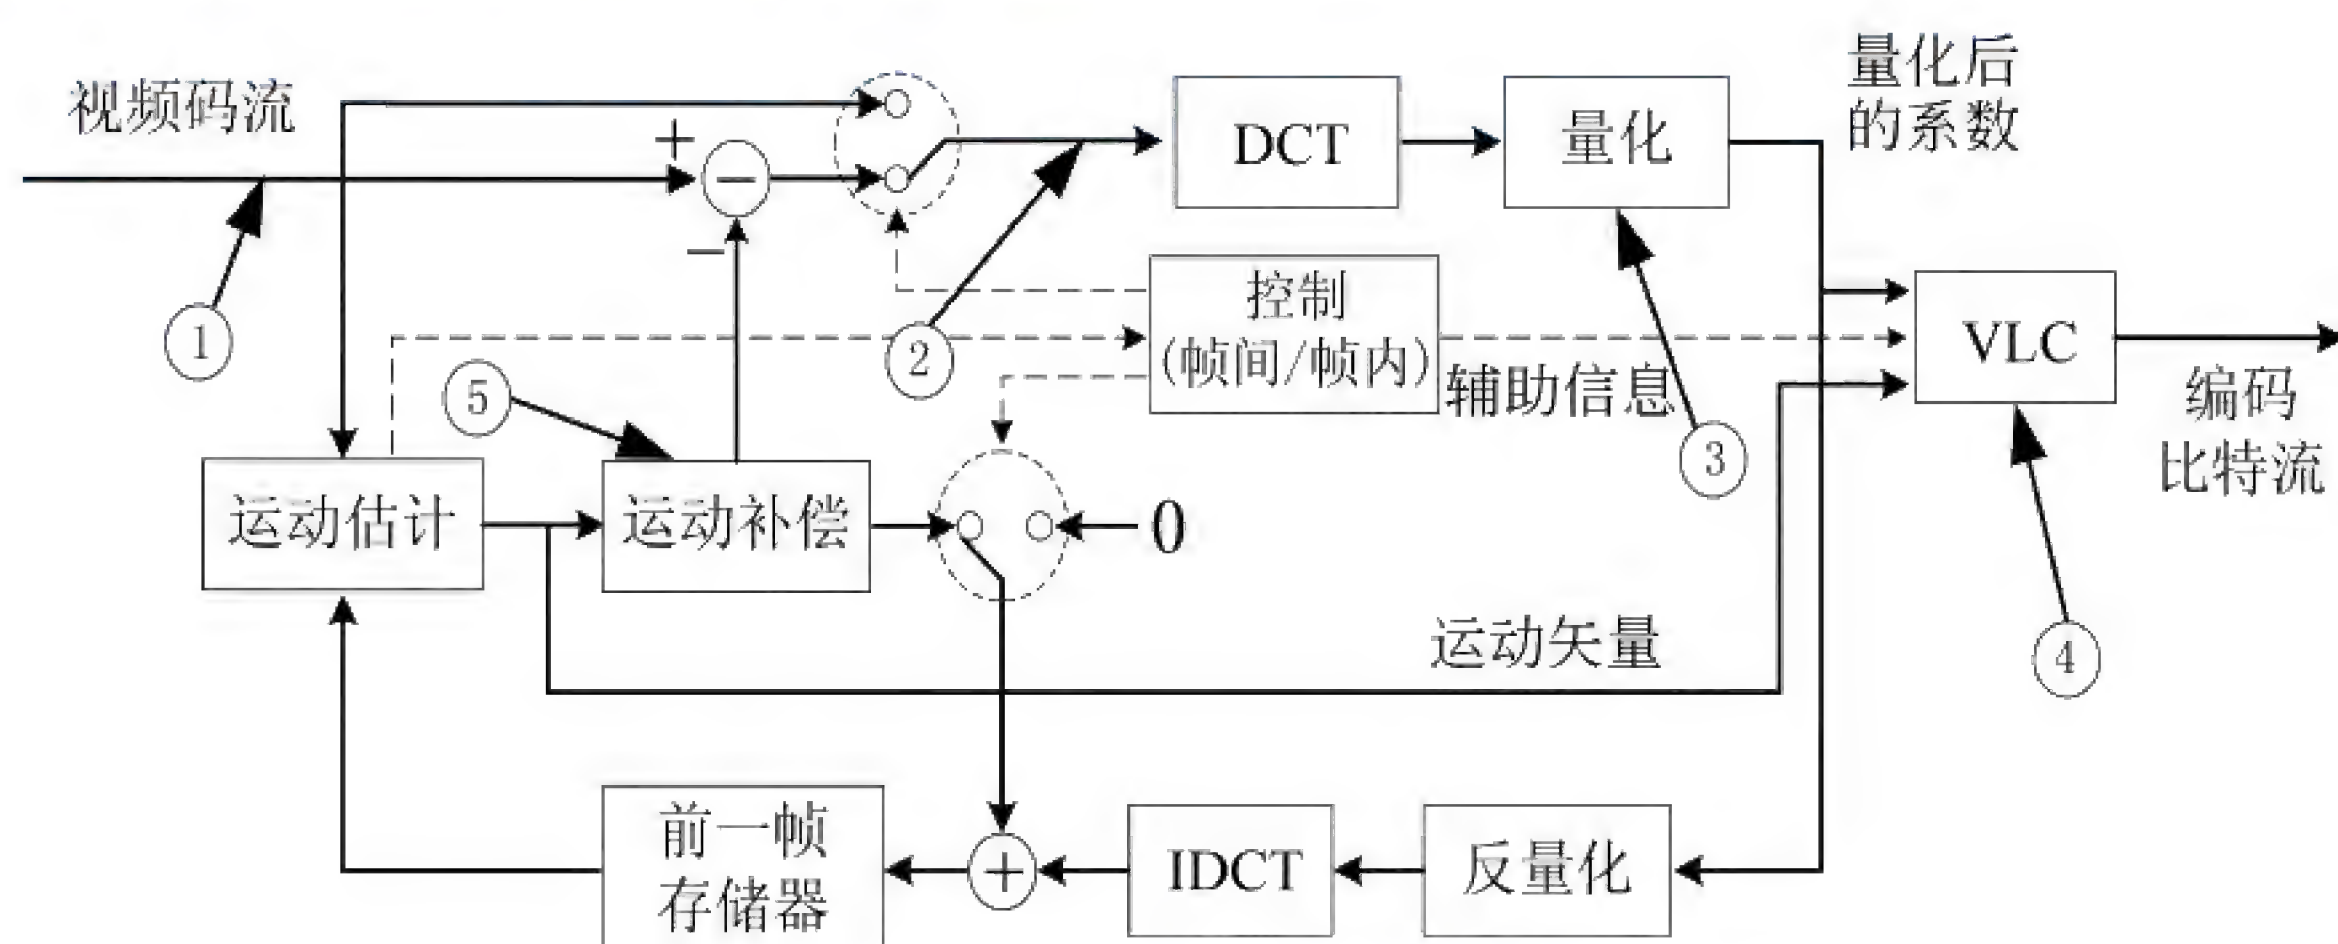 视频码流
+
−
−
DCT
量化
量化后
的系数
①
②
③
④
⑤
控制
(帧间/帧内)
辅助信息
VLC
编码
比特流
运动估计
运动补偿
0
运动矢量
前一帧
存储器
+
IDCT
反量化